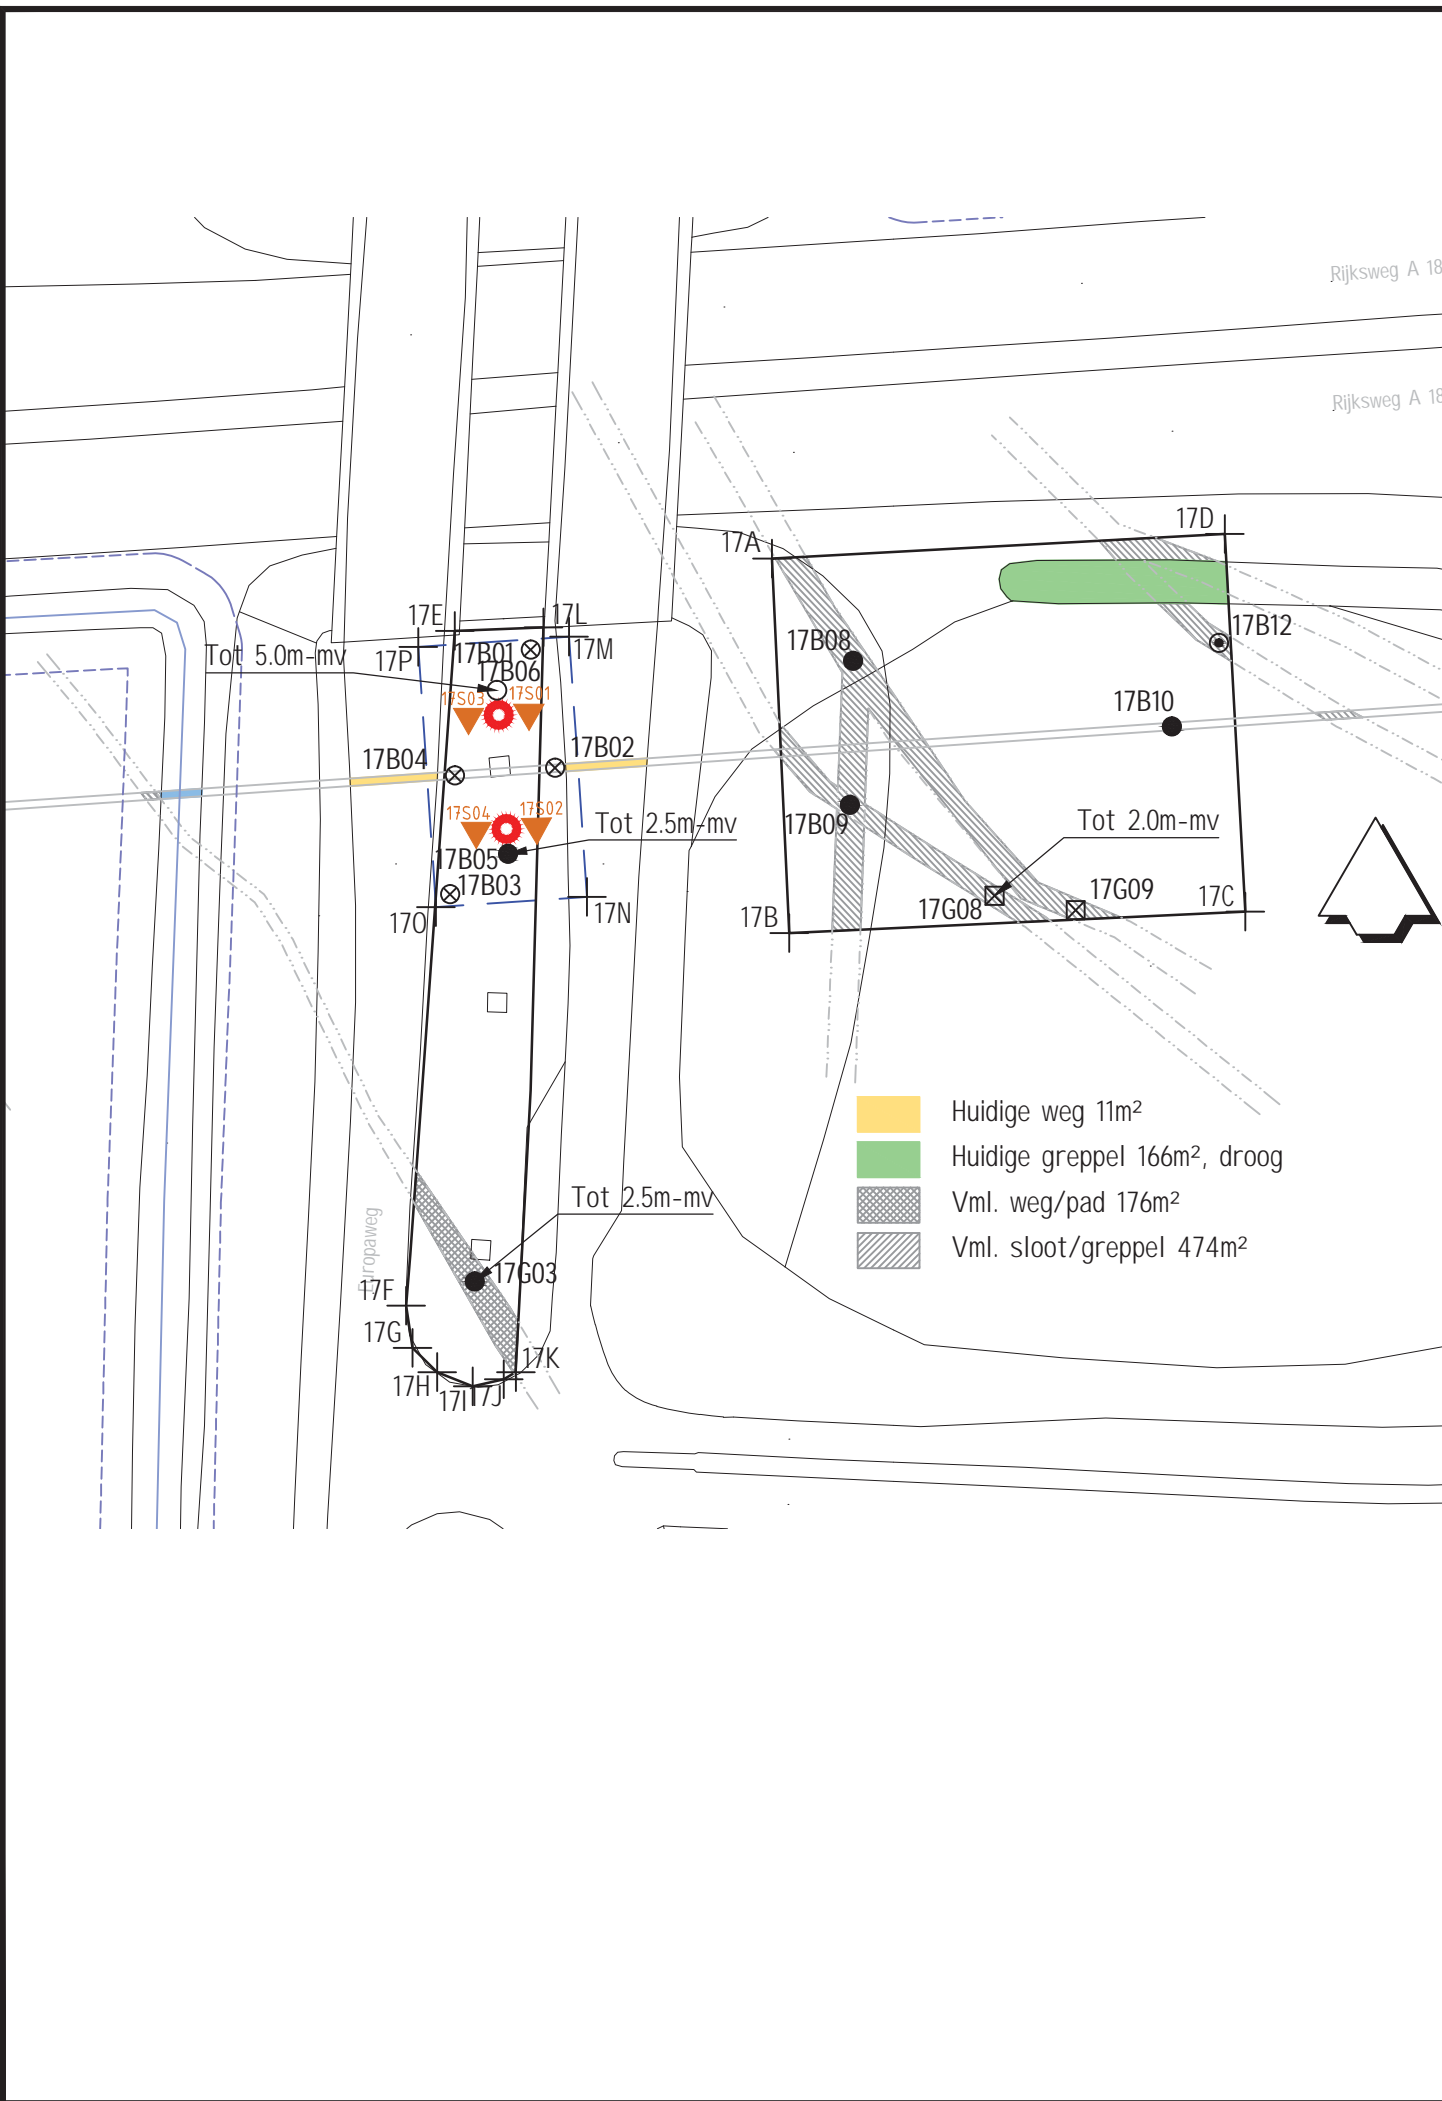 Rijksweg A 18
Rijksweg A 18
17D
17A
17E
17L
17B12
17B08
Tot 5.0m-mv
17P
17B01
17M
17B06
17S03
17S01
17B10
17B04
17B02
17S04
17S02
Tot 2.5m-mv
17B09
Tot 2.0m-mv
17B05
17B03
17G08
17G09
17C
17O
17N
17B
Huidige weg 11m²
Huidige greppel 166m², droog
Vml. weg/pad 176m²
Vml. sloot/greppel 474m²
Tot 2.5m-mv
Europaweg
17G03
17F
17G
17K
17H
17I
17J